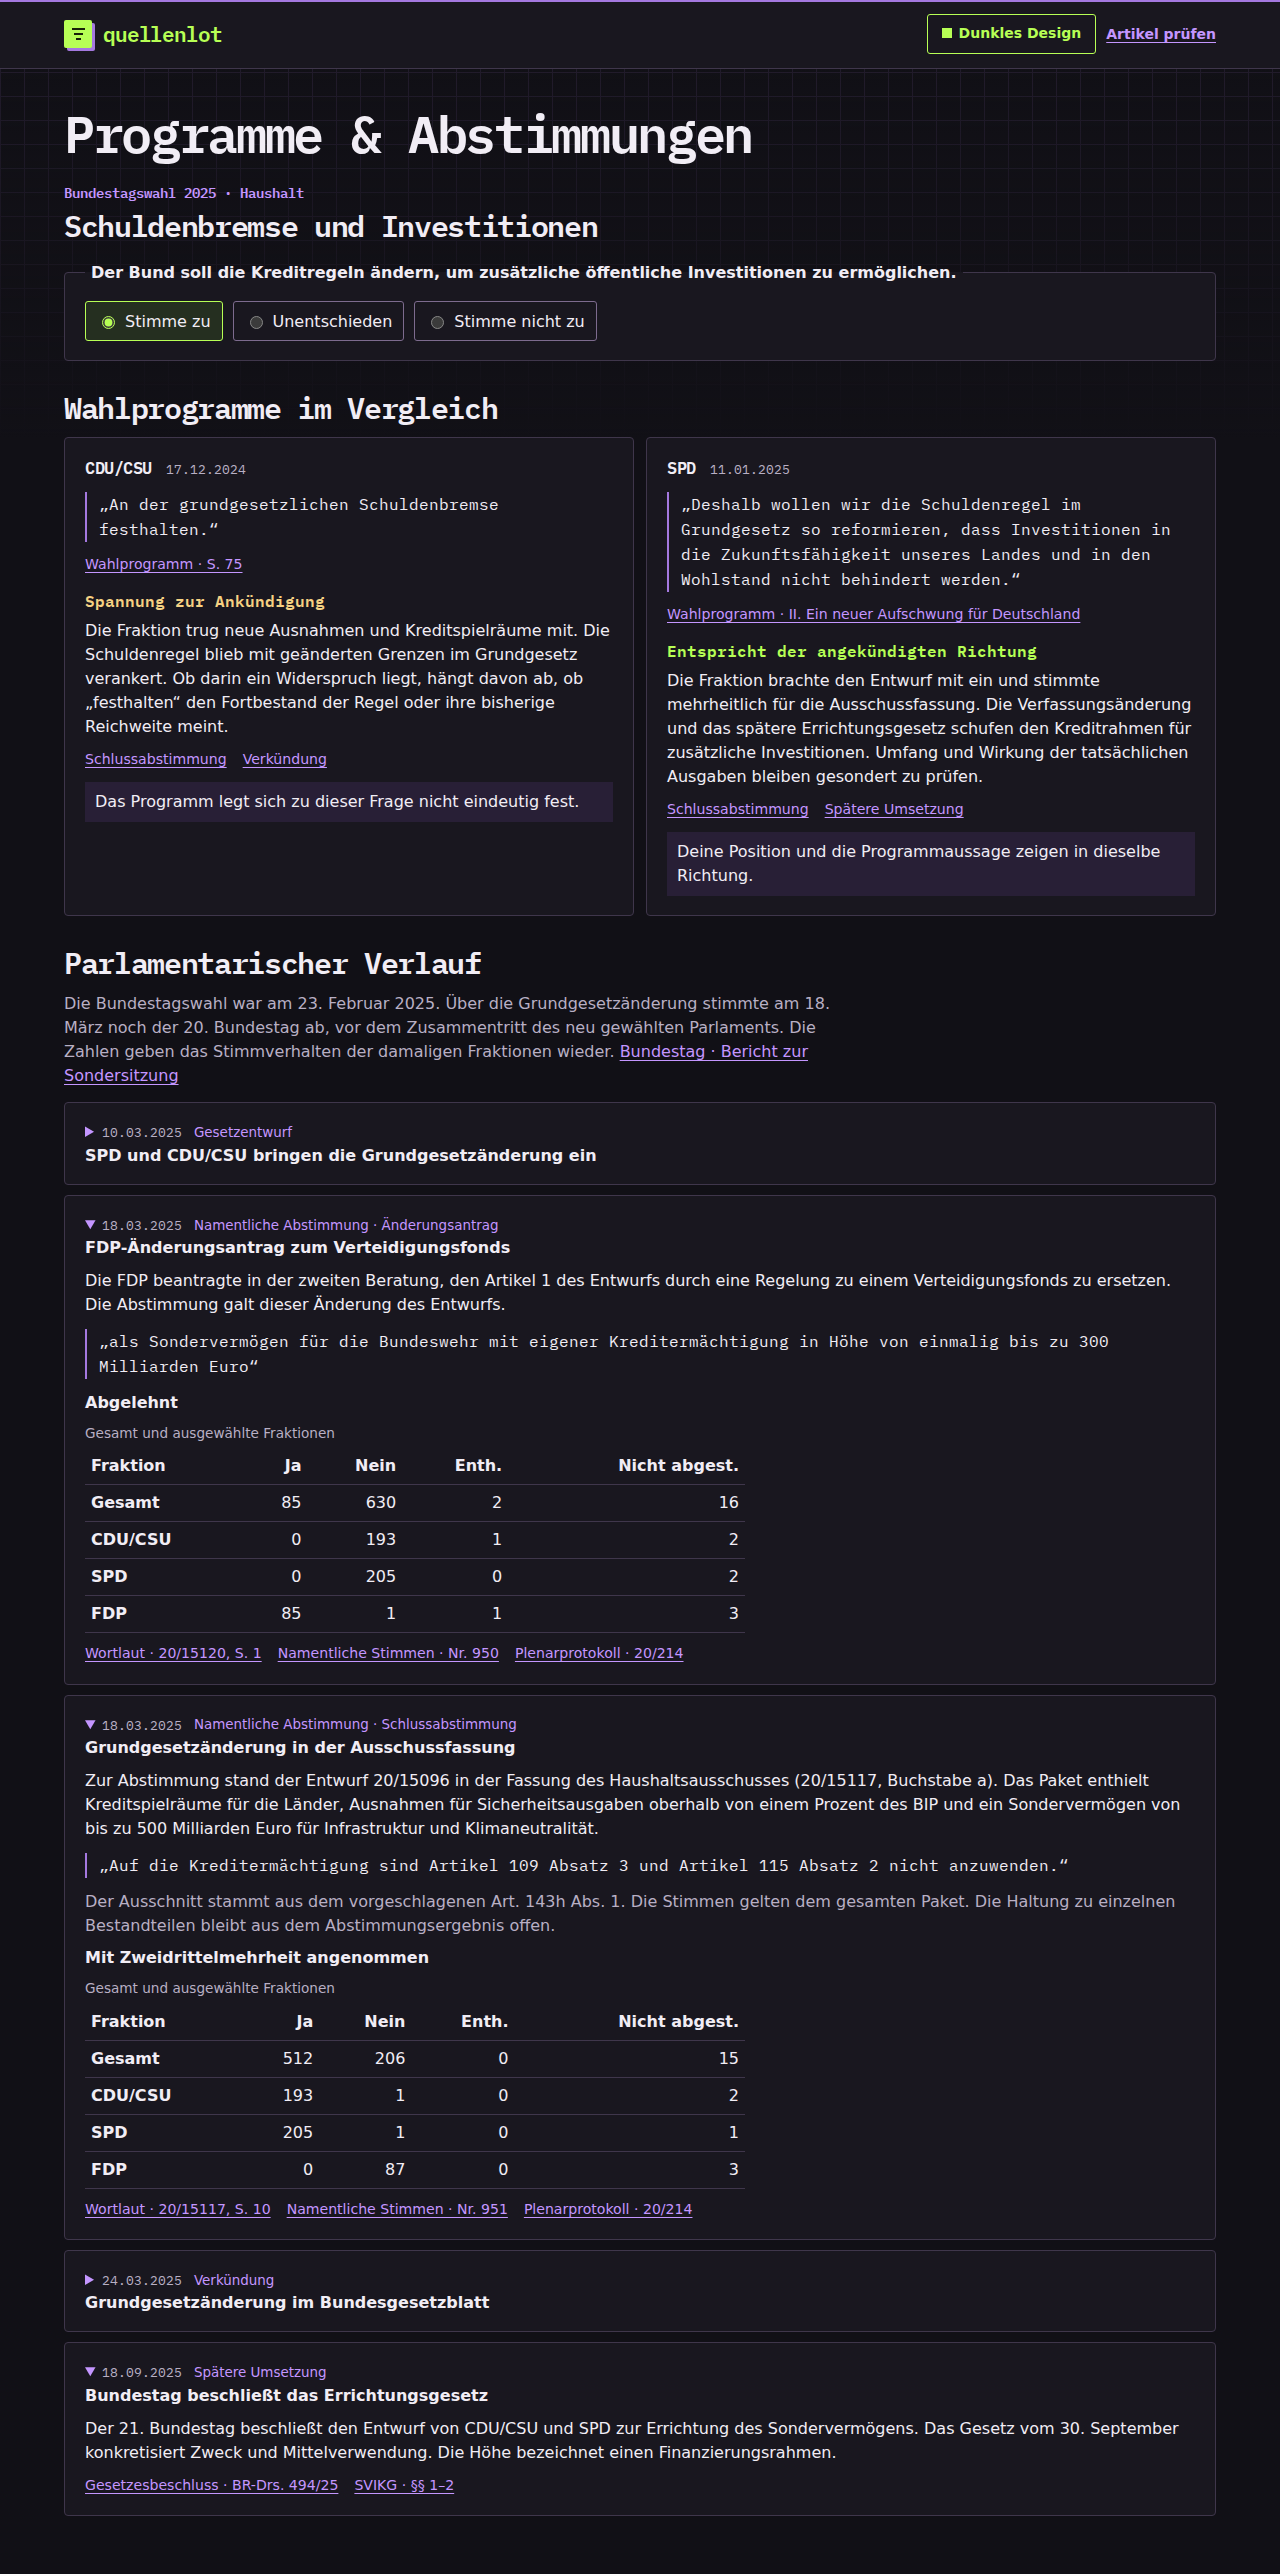 quellenlot
Dunkles Design Artikel prüfen
Programme & Abstimmungen
Bundestagswahl 2025 · Haushalt
Schuldenbremse und Investitionen
Der Bund soll die Kreditregeln ändern, um zusätzliche öffentliche Investitionen zu ermöglichen.
Stimme zu Unentschieden Stimme nicht zu
Wahlprogramme im Vergleich
CDU/CSU 17.12.2024
„An der grundgesetzlichen Schuldenbremse
festhalten.“
Wahlprogramm · S. 75
Spannung zur Ankündigung
Die Fraktion trug neue Ausnahmen und Kreditspielräume mit. Die
Schuldenregel blieb mit geänderten Grenzen im Grundgesetz
verankert. Ob darin ein Widerspruch liegt, hängt davon ab, ob
„festhalten“ den Fortbestand der Regel oder ihre bisherige
Reichweite meint.
Schlussabstimmung Verkündung
Das Programm legt sich zu dieser Frage nicht eindeutig fest.
SPD 11.01.2025
„Deshalb wollen wir die Schuldenregel im
Grundgesetz so reformieren, dass Investitionen in
die Zukunftsfähigkeit unseres Landes und in den
Wohlstand nicht behindert werden.“
Wahlprogramm · II. Ein neuer Aufschwung für Deutschland
Entspricht der angekündigten Richtung
Die Fraktion brachte den Entwurf mit ein und stimmte
mehrheitlich für die Ausschussfassung. Die Verfassungsänderung
und das spätere Errichtungsgesetz schufen den Kreditrahmen für
zusätzliche Investitionen. Umfang und Wirkung der tatsächlichen
Ausgaben bleiben gesondert zu prüfen.
Schlussabstimmung Spätere Umsetzung
Deine Position und die Programmaussage zeigen in dieselbe
Richtung.
Parlamentarischer Verlauf
Die Bundestagswahl war am 23. Februar 2025. Über die Grundgesetzänderung stimmte am 18.
März noch der 20. Bundestag ab, vor dem Zusammentritt des neu gewählten Parlaments. Die
Zahlen geben das Stimmverhalten der damaligen Fraktionen wieder. Bundestag · Bericht zur
Sondersitzung
10.03.2025 Gesetzentwurf
SPD und CDU/CSU bringen die Grundgesetzänderung ein
18.03.2025 Namentliche Abstimmung · Änderungsantrag
FDP-Änderungsantrag zum Verteidigungsfonds
Die FDP beantragte in der zweiten Beratung, den Artikel 1 des Entwurfs durch eine Regelung zu einem Verteidigungsfonds zu ersetzen.
Die Abstimmung galt dieser Änderung des Entwurfs.
„als Sondervermögen für die Bundeswehr mit eigener Kreditermächtigung in Höhe von einmalig bis zu 300
Milliarden Euro“
Abgelehnt
Gesamt und ausgewählte Fraktionen
Fraktion Ja Nein Enth. Nicht abgest.
Gesamt 85 630 2 16
CDU/CSU 0 193 1 2
SPD 0 205 0 2
FDP 85 1 1 3
Wortlaut · 20/15120, S. 1 Namentliche Stimmen · Nr. 950 Plenarprotokoll · 20/214
18.03.2025 Namentliche Abstimmung · Schlussabstimmung
Grundgesetzänderung in der Ausschussfassung
Zur Abstimmung stand der Entwurf 20/15096 in der Fassung des Haushaltsausschusses (20/15117, Buchstabe a). Das Paket enthielt
Kreditspielräume für die Länder, Ausnahmen für Sicherheitsausgaben oberhalb von einem Prozent des BIP und ein Sondervermögen von
bis zu 500 Milliarden Euro für Infrastruktur und Klimaneutralität.
„Auf die Kreditermächtigung sind Artikel 109 Absatz 3 und Artikel 115 Absatz 2 nicht anzuwenden.“
Der Ausschnitt stammt aus dem vorgeschlagenen Art. 143h Abs. 1. Die Stimmen gelten dem gesamten Paket. Die Haltung zu einzelnen
Bestandteilen bleibt aus dem Abstimmungsergebnis offen.
Mit Zweidrittelmehrheit angenommen
Gesamt und ausgewählte Fraktionen
Fraktion Ja Nein Enth. Nicht abgest.
Gesamt 512 206 0 15
CDU/CSU 193 1 0 2
SPD 205 1 0 1
FDP 0 87 0 3
Wortlaut · 20/15117, S. 10 Namentliche Stimmen · Nr. 951 Plenarprotokoll · 20/214
24.03.2025 Verkündung
Grundgesetzänderung im Bundesgesetzblatt
18.09.2025 Spätere Umsetzung
Bundestag beschließt das Errichtungsgesetz
Der 21. Bundestag beschließt den Entwurf von CDU/CSU und SPD zur Errichtung des Sondervermögens. Das Gesetz vom 30. September
konkretisiert Zweck und Mittelverwendung. Die Höhe bezeichnet einen Finanzierungsrahmen.
Gesetzesbeschluss · BR-Drs. 494/25 SVIKG · §§ 1–2